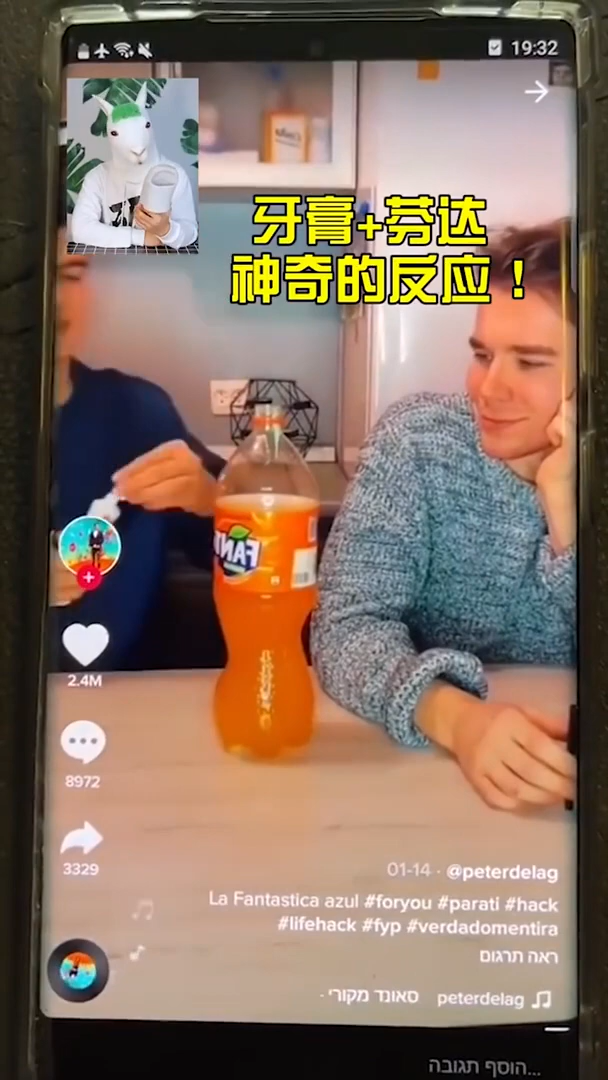 19:32
牙膏+芬达
神奇的反应！
FANTA
2.4M
8972
3329
01-14 · @peterdelag
La Fantastica azul #foryou #parati #hack
#lifehack #fyp #verdadomentira
ראה תרגום
סאונד מקורי - peterdelag
הוסף תגובה...